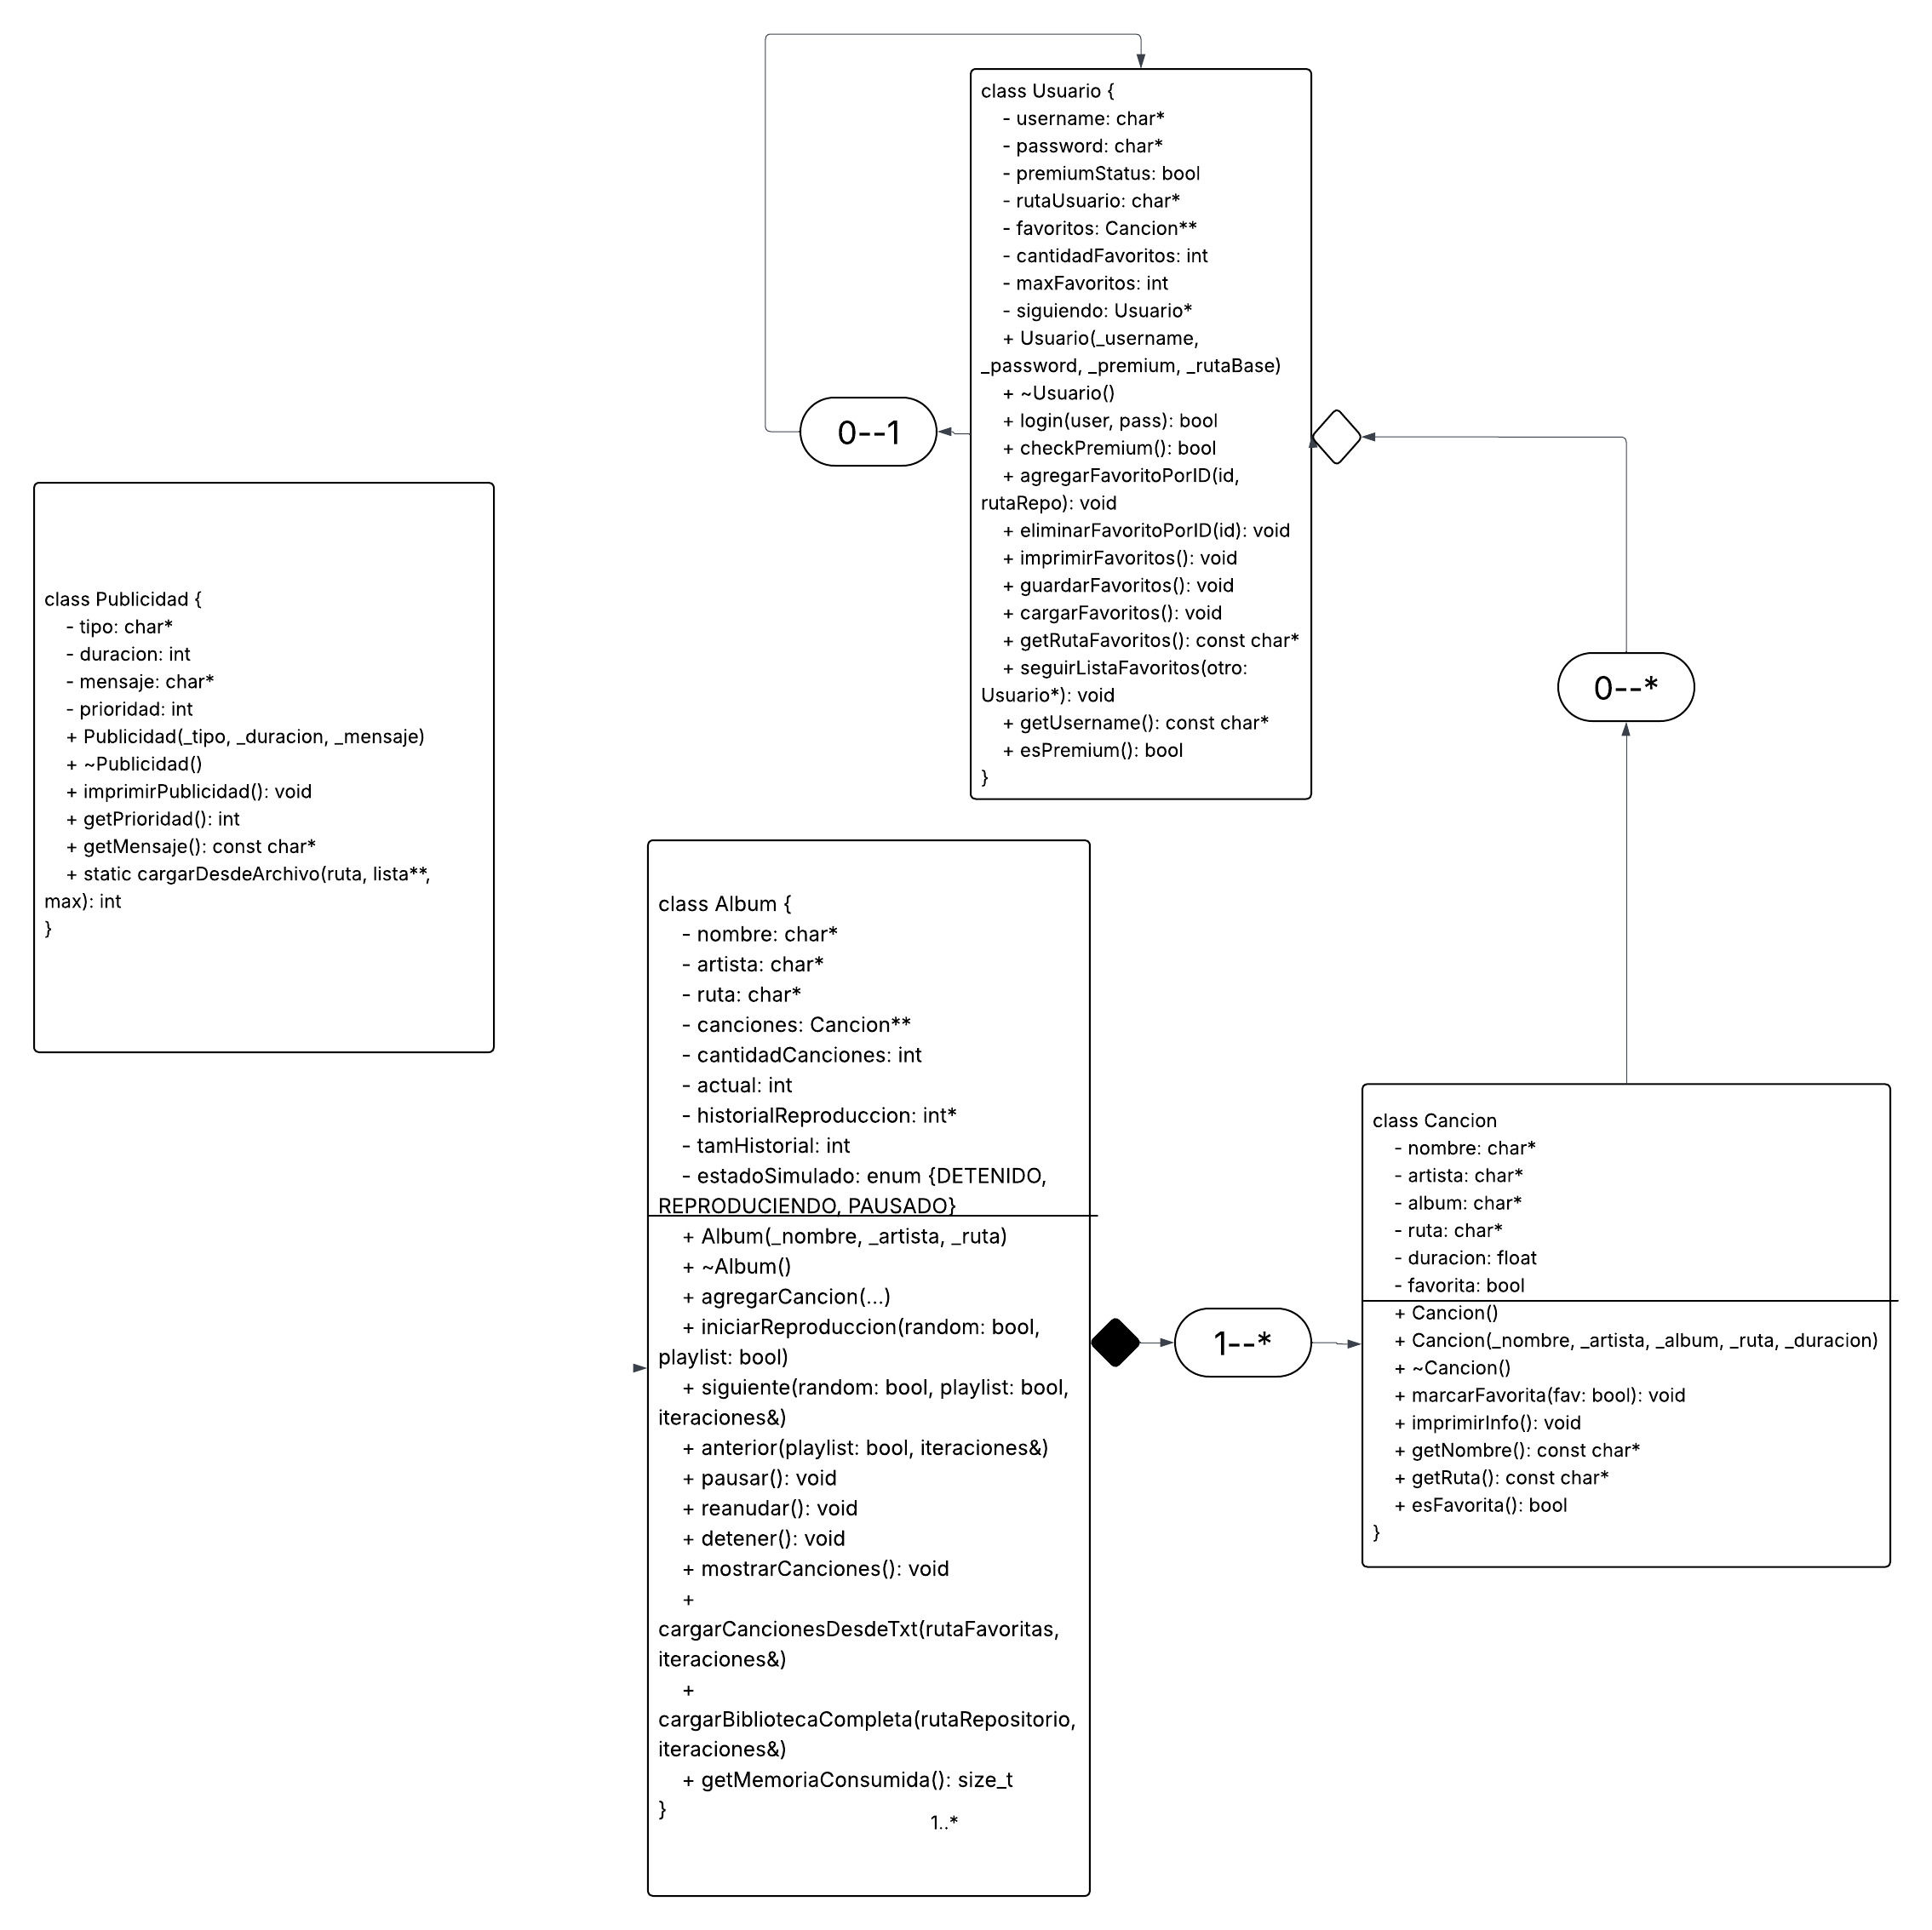 class Usuario {
- username: char*
- password: char*
- premiumStatus: bool
- rutaUsuario: char*
- favoritos: Cancion**
- cantidadFavoritos: int
- maxFavoritos: int
- siguiendo: Usuario*
+ Usuario(_username,
_password, _premium, _rutaBase)
+ ~Usuario()
+ login(user, pass): bool
+ checkPremium(): bool
+ agregarFavoritoPorID(id,
rutaRepo): void
+ eliminarFavoritoPorID(id): void
+ imprimirFavoritos(): void
+ guardarFavoritos(): void
+ cargarFavoritos(): void
+ getRutaFavoritos(): const char*
+ seguirListaFavoritos(otro:
Usuario*): void
+ getUsername(): const char*
+ esPremium(): bool
}
0--1
class Publicidad {
- tipo: char*
- duracion: int
- mensaje: char*
- prioridad: int
+ Publicidad(_tipo, _duracion, _mensaje)
+ ~Publicidad()
+ imprimirPublicidad(): void
+ getPrioridad(): int
+ getMensaje(): const char*
+ static cargarDesdeArchivo(ruta, lista**,
max): int
}
0--*
class Album {
- nombre: char*
- artista: char*
- ruta: char*
- canciones: Cancion**
- cantidadCanciones: int
- actual: int
- historialReproduccion: int*
- tamHistorial: int
- estadoSimulado: enum {DETENIDO,
REPRODUCIENDO, PAUSADO}
+ Album(_nombre, _artista, _ruta)
+ ~Album()
+ agregarCancion(...)
+ iniciarReproduccion(random: bool,
playlist: bool)
+ siguiente(random: bool, playlist: bool,
iteraciones&)
+ anterior(playlist: bool, iteraciones&)
+ pausar(): void
+ reanudar(): void
+ detener(): void
+ mostrarCanciones(): void
+
cargarCancionesDesdeTxt(rutaFavoritas,
iteraciones&)
+
cargarBibliotecaCompleta(rutaRepositorio,
iteraciones&)
+ getMemoriaConsumida(): size_t
}
1..*
1--*
class Cancion
- nombre: char*
- artista: char*
- album: char*
- ruta: char*
- duracion: float
- favorita: bool
+ Cancion()
+ Cancion(_nombre, _artista, _album, _ruta, _duracion)
+ ~Cancion()
+ marcarFavorita(fav: bool): void
+ imprimirInfo(): void
+ getNombre(): const char*
+ getRuta(): const char*
+ esFavorita(): bool
}